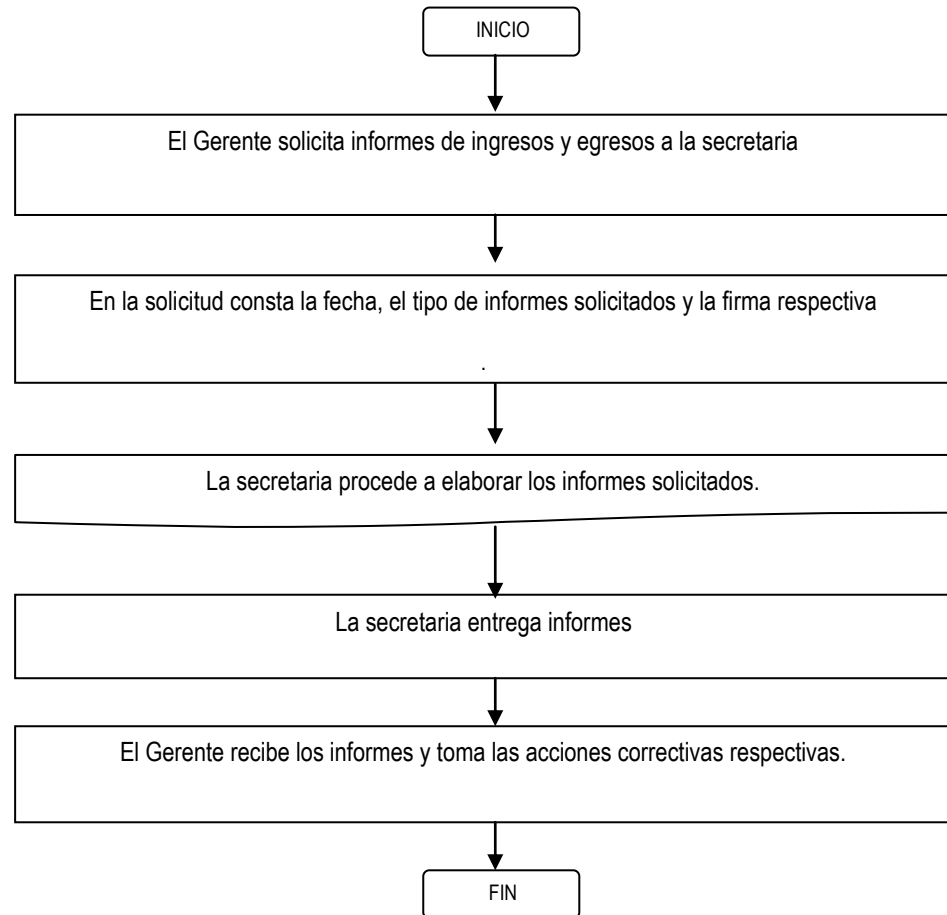 INICIO
El Gerente solicita informes de ingresos y egresos a la secretaria
En la solicitud consta la fecha, el tipo de informes solicitados y la firma respectiva
.
La secretaria procede a elaborar los informes solicitados.
La secretaria entrega informes
El Gerente recibe los informes y toma las acciones correctivas respectivas.
FIN